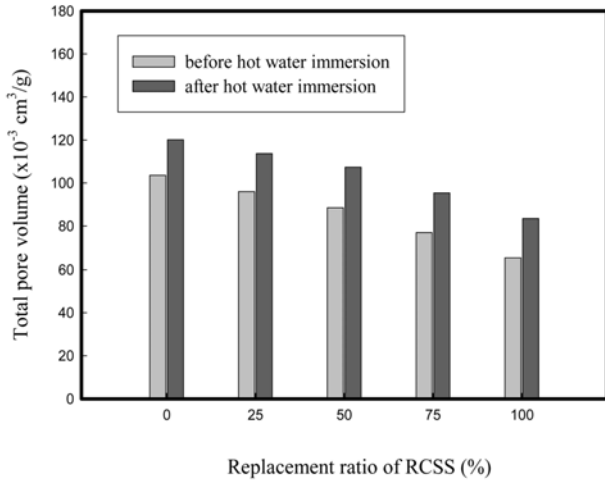 180
160
140
120
100
80
60
40
20
0
Total pore volume (x10⁻³ cm³/g)
before hot water immersion
after hot water immersion
0 25 50 75 100
Replacement ratio of RCSS (%)